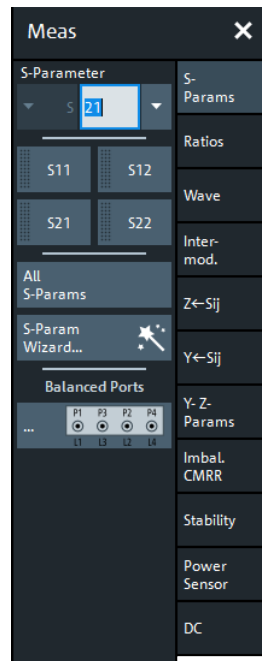 Meas
S-Parameter
S 21
S11 S12
S21 S22
All
S-Params
S-Param
Wizard...
Balanced Ports
... P1 P3 P2 P4
L1 L3 L2 L4
S-
Params
Ratios
Wave
Inter-
mod.
Z←Sij
Y←Sij
Y- Z-
Params
Imbal.
CMRR
Stability
Power
Sensor
DC